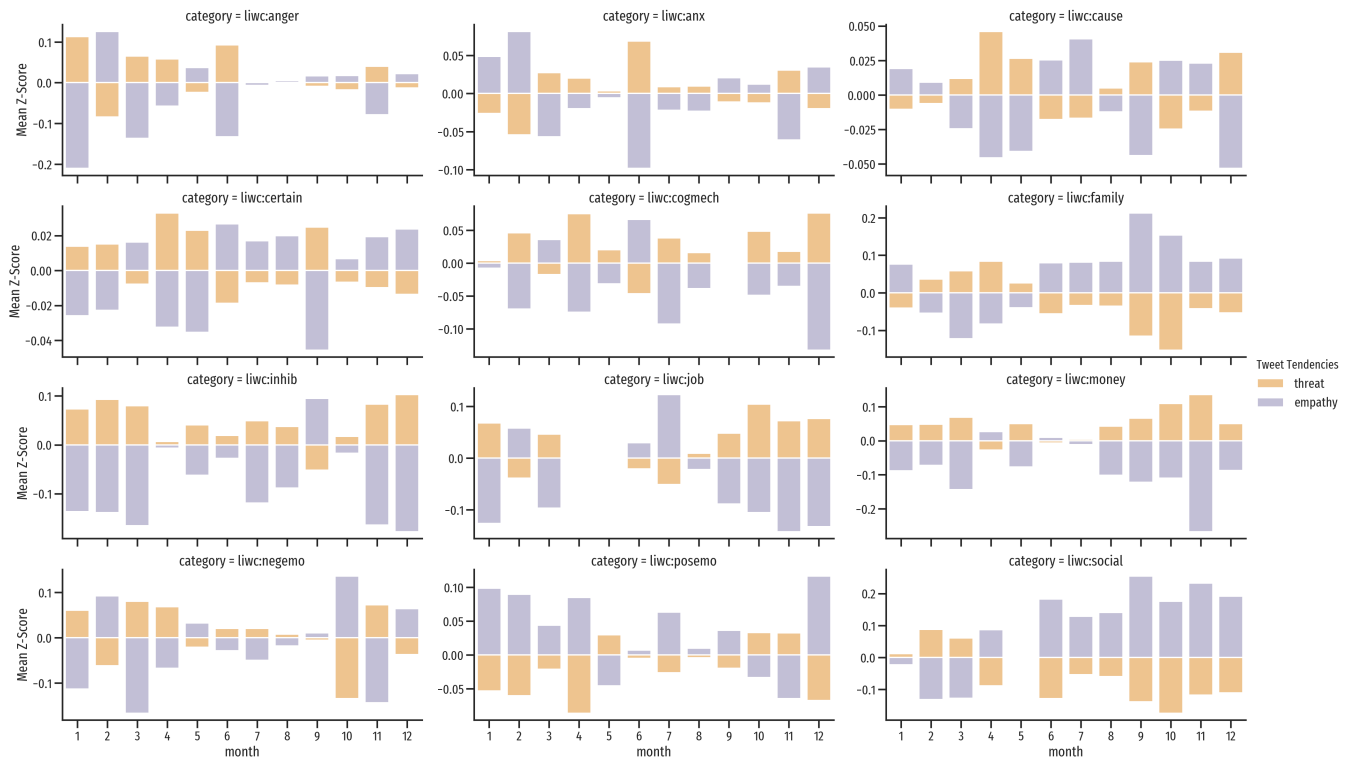 category = liwc:anger
category = liwc:anx
category = liwc:cause
Mean Z-Score
0.1
0.0
−0.1
−0.2
0.05
0.00
−0.05
−0.10
0.050
0.025
0.000
−0.025
−0.050
category = liwc:certain
category = liwc:cogmech
category = liwc:family
Mean Z-Score
0.02
0.00
−0.02
−0.04
0.05
0.00
−0.05
−0.10
0.2
0.1
0.0
−0.1
Tweet Tendencies
threat
empathy
category = liwc:inhib
category = liwc:job
category = liwc:money
Mean Z-Score
0.1
0.0
−0.1
0.1
0.0
−0.1
0.1
0.0
−0.1
−0.2
category = liwc:negemo
category = liwc:posemo
category = liwc:social
Mean Z-Score
0.1
0.0
−0.1
0.10
0.05
0.00
−0.05
0.2
0.1
0.0
−0.1
1 2 3 4 5 6 7 8 9 10 11 12
1 2 3 4 5 6 7 8 9 10 11 12
1 2 3 4 5 6 7 8 9 10 11 12
month
month
month